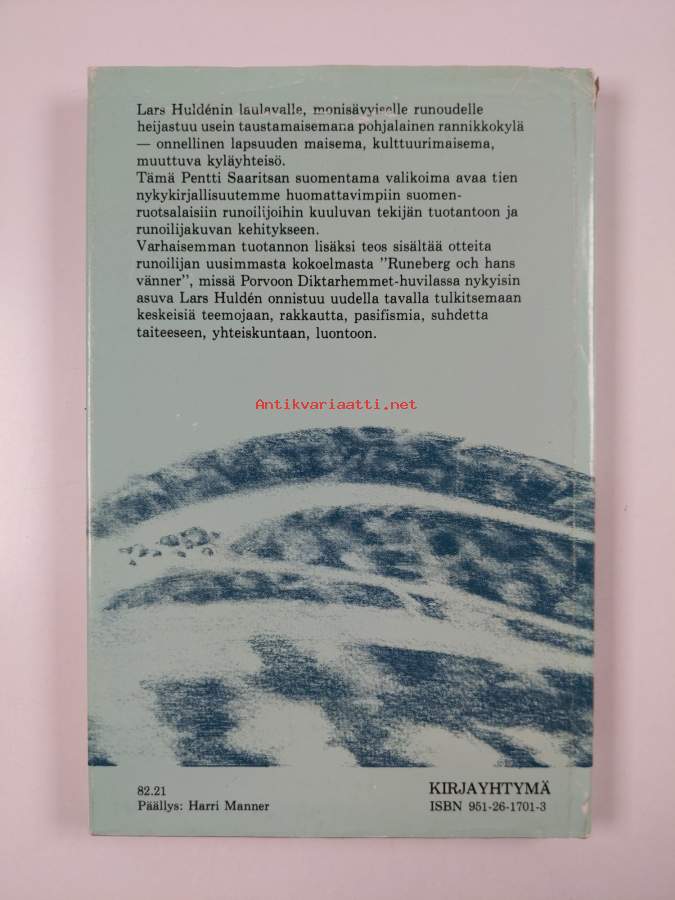 Lars Huldénin laulavalle, monisävyiselle runoudelle
heijastuu usein taustamaisemana pohjalainen rannikkokylä
— onnellinen lapsuuden maisema, kulttuurimaisema,
muuttuva kyläyhteisö.
Tämä Pentti Saaritsan suomentama valikoima avaa tien
nykykirjallisuutemme huomattavimpiin suomen-
ruotsalaisiin runoilijoihin kuuluvan tekijän tuotantoon ja
runoilijakuvan kehitykseen.
Varhaisemman tuotannon lisäksi teos sisältää otteita
runoilijan uusimmasta kokoelmasta ”Runeberg och hans
vänner”, missä Porvoon Diktarhemmet-huvilassa nykyisin
asuva Lars Huldén onnistuu uudella tavalla tulkitsemaan
keskeisiä teemojaan, rakkautta, pasifismia, suhdetta
taiteeseen, yhteiskuntaan, luontoon.
Antikvariaatti.net
82.21
Päällys: Harri Manner
KIRJAYHTYMÄ
ISBN 951-26-1701-3